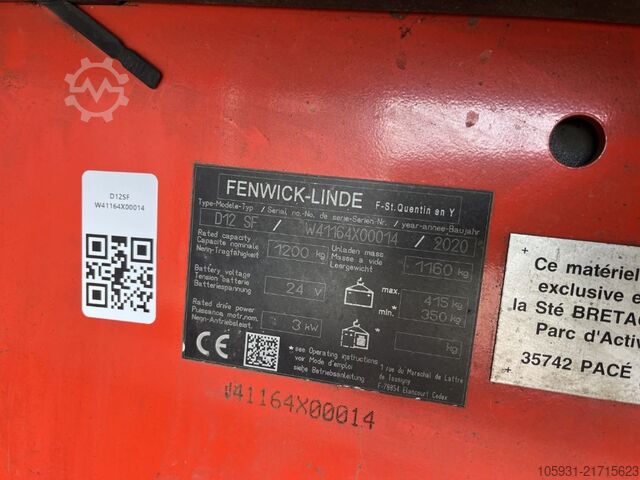 D12SF
W41164X00014
FENWICK-LINDE F-St.Quentin en Y
Type-Modele-Typ / Serial no.-No. de serie-Serien-Nr. / year-annee-Baujahr
D12 SF / W41164X00014 / 2020
Rated capacity
Capacite nominale
Nenn-Tragfähigkeit
1200 kg
Unladen mass
Masse a vide
Leergewicht
1160 kg
Battery voltage
Tension batterie
Batteriespannung
24 V
max. 415 kg
min. 350 kg
Rated drive power
Puissance motr.nom.
Nenn-Antriebsleist.
3 kW
kg
CE
*see Operating instructions
voir Mode d'emploi
siehe Betriebsanleitung
1 rue du Marechal de Lattre
de Tassigny
F-78854 Elancourt Cedex
W41164X00014
Ce matériel
exclusive d
la Sté BRETA
Parc d'Activ
35742 PACÉ
105931-21715623